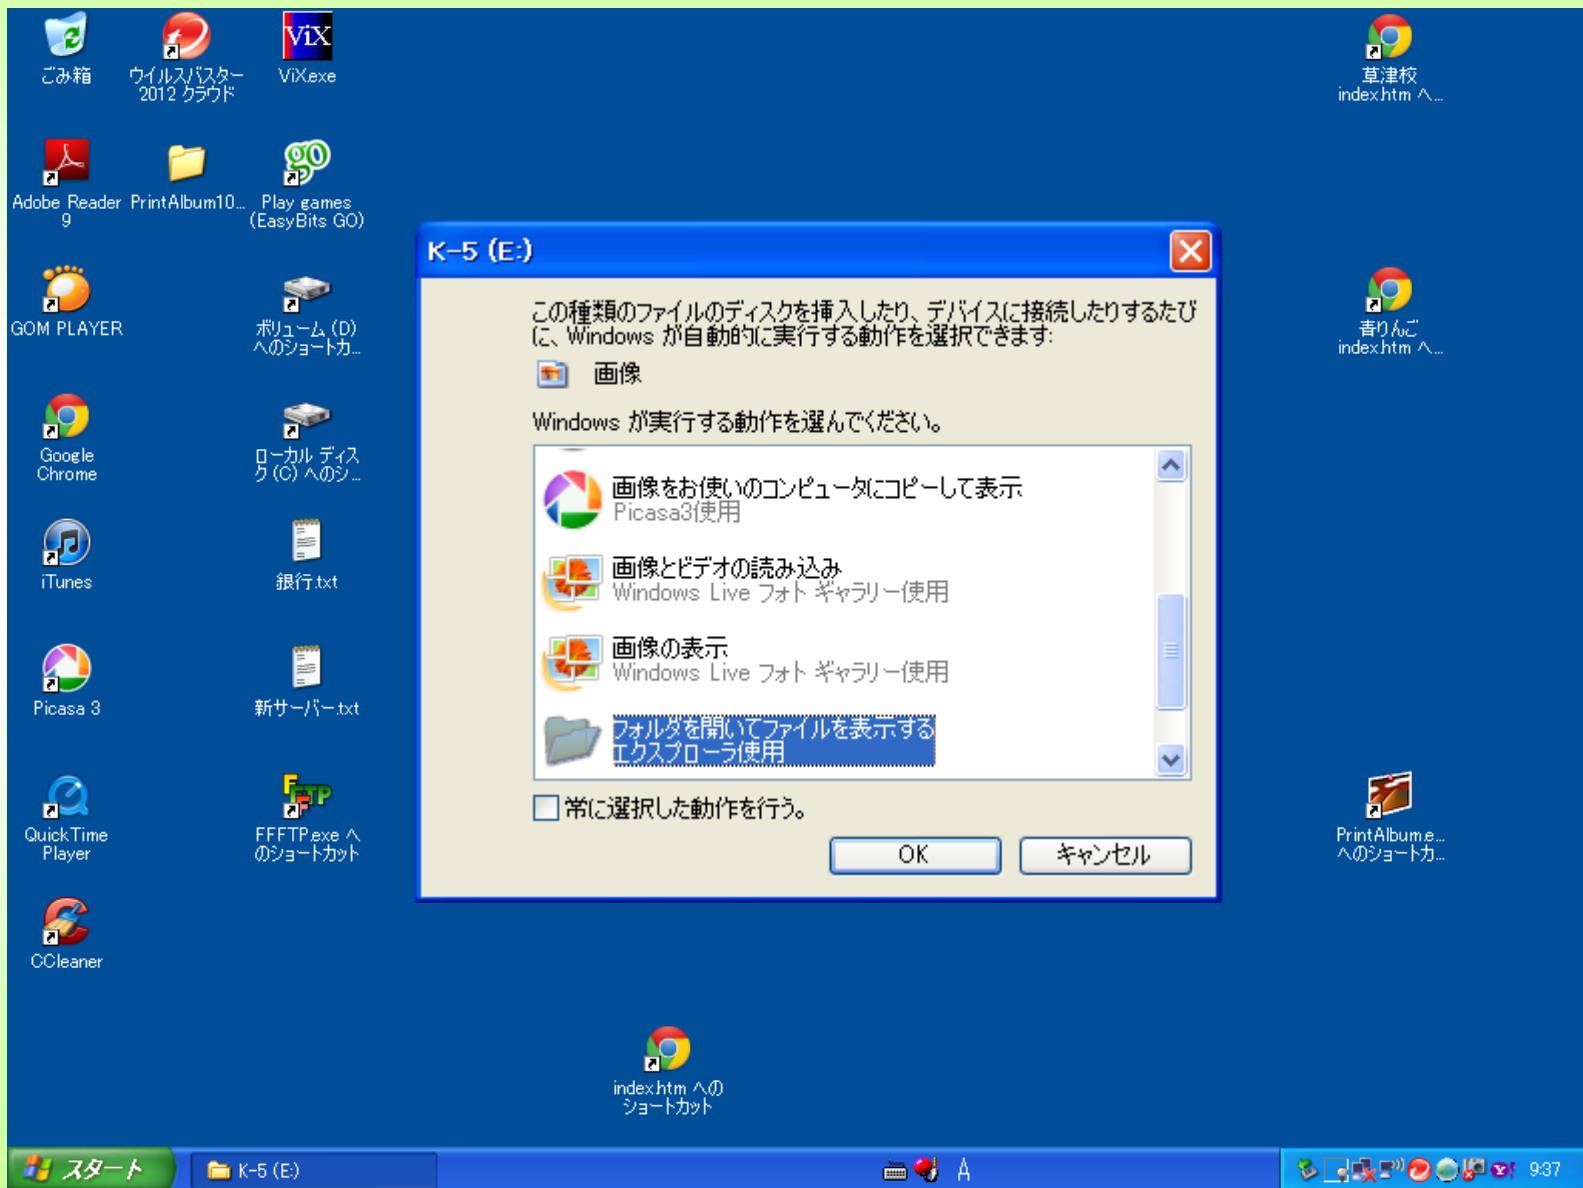 ごみ箱
ウイルスバスター
2012 クラウド
ViX
ViX.exe
草津校
index.htm へ...
Adobe Reader
9
PrintAlbum10...
go
Play games
(EasyBits GO)
GOM PLAYER
ボリューム (D)
へのショートカ...
青りんご
index.htm へ...
Google
Chrome
ローカル ディス
ク (C) へのシ...
iTunes
銀行.txt
Picasa 3
新サーバー.txt
QuickTime
Player
FFFTP
FFFTP.exe へ
のショートカット
PrintAlbum.e...
へのショートカ...
CCleaner
K-5 (E:)
この種類のファイルのディスクを挿入したり、デバイスに接続したりするたび
に、Windows が自動的に実行する動作を選択できます:
画像
Windows が実行する動作を選んでください。
画像をお使いのコンピュータにコピーして表示
Picasa3使用
画像とビデオの読み込み
Windows Live フォト ギャラリー使用
画像の表示
Windows Live フォト ギャラリー使用
フォルダを開いてファイルを表示する
エクスプローラ使用
常に選択した動作を行う。
OK
キャンセル
index.htm への
ショートカット
スタート
K-5 (E:)
A
Y!
9:37